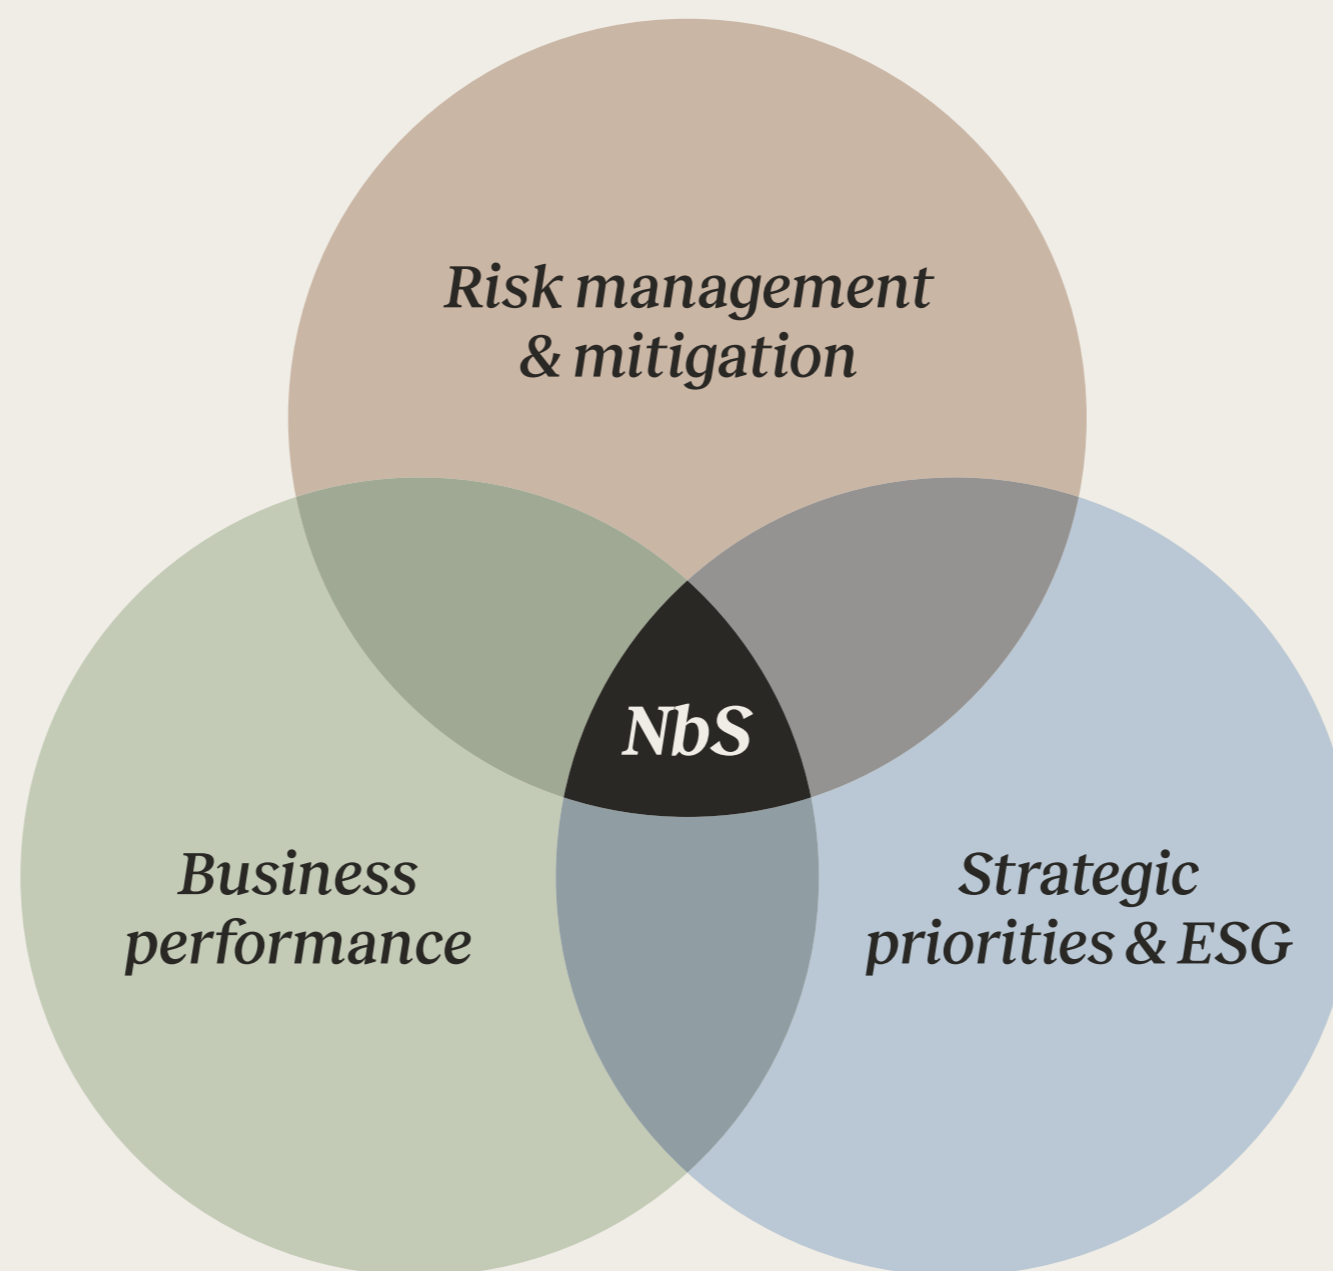 Risk management
& mitigation
NbS
Business
performance
Strategic
priorities & ESG